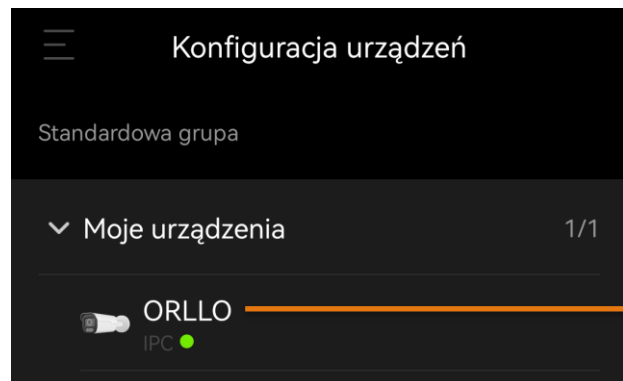 Konfiguracja urządzeń
Standardowa grupa
Moje urządzenia 1/1
ORLLO
IPC